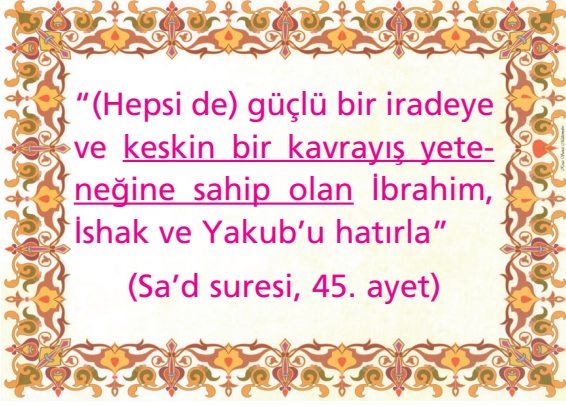 “(Hepsi de) güçlü bir iradeye
ve keskin bir kavrayış yete-
neğine sahip olan İbrahim,
İshak ve Yakub’u hatırla”
(Sa’d suresi, 45. ayet)